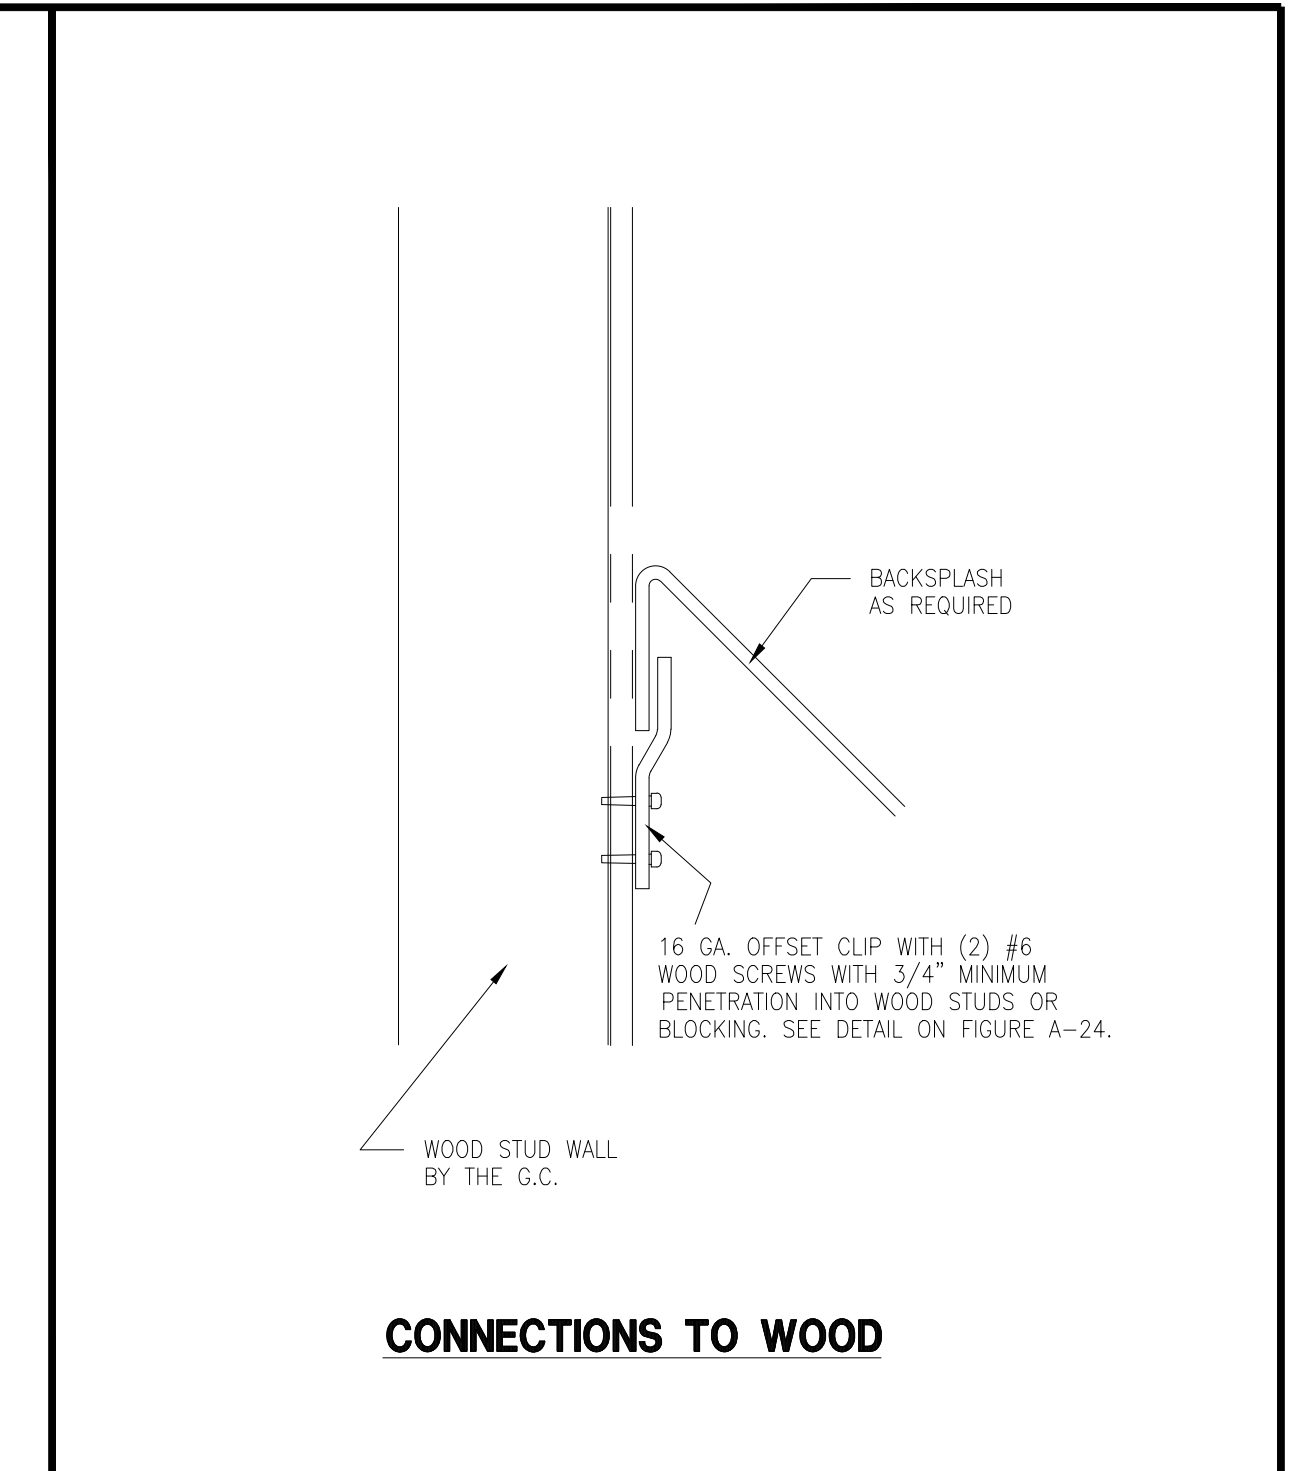 BACKSPLASH
AS REQUIRED
16 GA. OFFSET CLIP WITH (2) #6
WOOD SCREWS WITH 3/4" MINIMUM
PENETRATION INTO WOOD STUDS OR
BLOCKING. SEE DETAIL ON FIGURE A-24.
WOOD STUD WALL
BY THE G.C.
CONNECTIONS TO WOOD